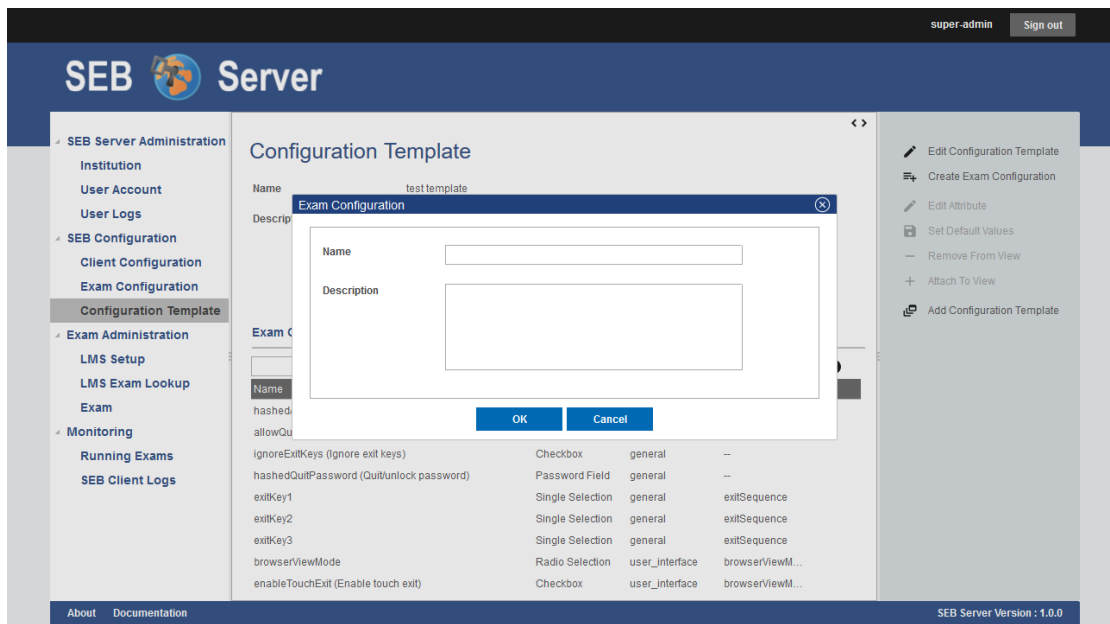 super-admin Sign out
SEB Server
SEB Server Administration
Institution
User Account
User Logs
SEB Configuration
Client Configuration
Exam Configuration
Configuration Template
Exam Administration
LMS Setup
LMS Exam Lookup
Exam
Monitoring
Running Exams
SEB Client Logs
Configuration Template
Name test template
Exam Configuration
Name
Description
OK Cancel
Exam
Name
ignoreExitKeys (Ignore exit keys) Checkbox general --
hashedQuitPassword (Quit/unlock password) Password Field general --
exitKey1 Single Selection general exitSequence
exitKey2 Single Selection general exitSequence
exitKey3 Single Selection general exitSequence
browserViewMode Radio Selection user_interface browserViewM...
enableTouchExit (Enable touch exit) Checkbox user_interface browserViewM...
Edit Configuration Template
Create Exam Configuration
Edit Attribute
Set Default Values
Remove From View
Attach To View
Add Configuration Template
About Documentation SEB Server Version : 1.0.0